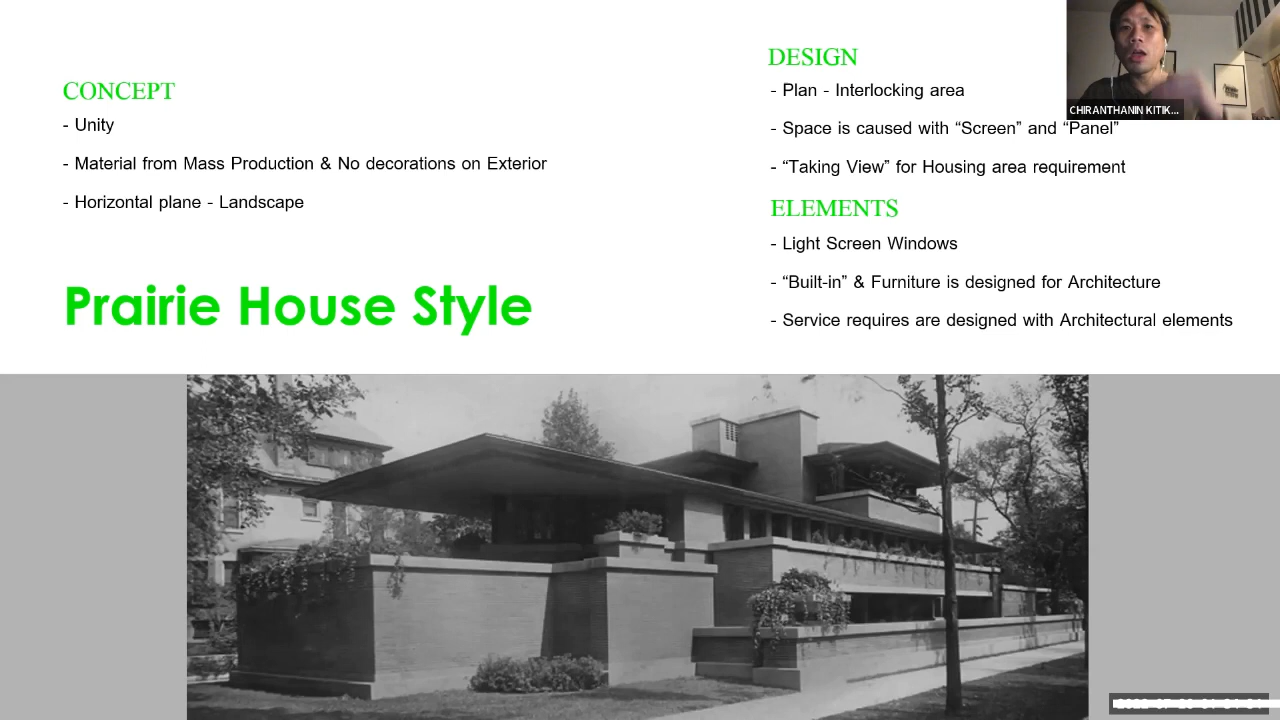 CONCEPT
- Unity
- Material from Mass Production & No decorations on Exterior
- Horizontal plane - Landscape
Prairie House Style
DESIGN
- Plan - Interlocking area
- Space is caused with “Screen” and “Panel”
- “Taking View” for Housing area requirement
ELEMENTS
- Light Screen Windows
- “Built-in” & Furniture is designed for Architecture
- Service requires are designed with Architectural elements
CHIRANTHANIN KITIK...